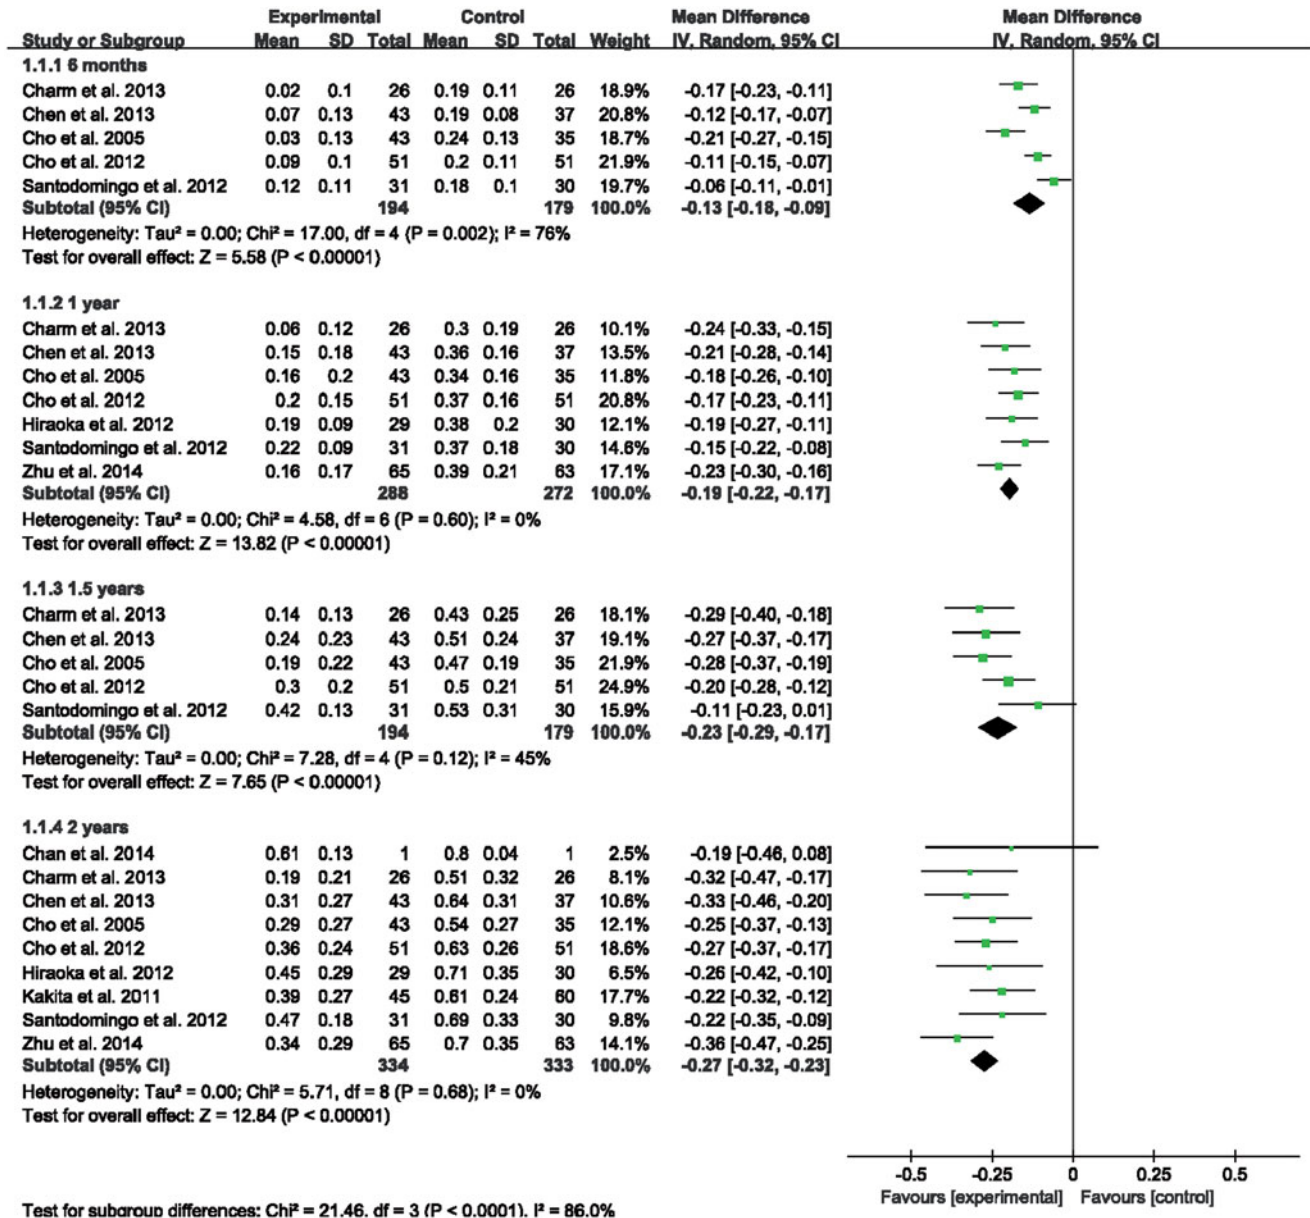 Experimental Control Mean Difference Mean Difference
Study or Subgroup Mean SD Total Mean SD Total Weight IV, Random, 95% CI IV, Random, 95% CI
1.1.1 6 months
Charm et al. 2013 0.02 0.1 26 0.19 0.11 26 18.9% -0.17 [-0.23, -0.11]
Chen et al. 2013 0.07 0.13 43 0.19 0.08 37 20.8% -0.12 [-0.17, -0.07]
Cho et al. 2005 0.03 0.13 43 0.24 0.13 35 18.7% -0.21 [-0.27, -0.15]
Cho et al. 2012 0.09 0.1 51 0.2 0.11 51 21.9% -0.11 [-0.15, -0.07]
Santodomingo et al. 2012 0.12 0.11 31 0.18 0.1 30 19.7% -0.06 [-0.11, -0.01]
Subtotal (95% CI) 194 179 100.0% -0.13 [-0.18, -0.09]
Heterogeneity: Tau² = 0.00; Chi² = 17.00, df = 4 (P = 0.002); I² = 76%
Test for overall effect: Z = 5.58 (P < 0.00001)
1.1.2 1 year
Charm et al. 2013 0.06 0.12 26 0.3 0.19 26 10.1% -0.24 [-0.33, -0.15]
Chen et al. 2013 0.15 0.18 43 0.36 0.16 37 13.5% -0.21 [-0.28, -0.14]
Cho et al. 2005 0.16 0.2 43 0.34 0.16 35 11.8% -0.18 [-0.26, -0.10]
Cho et al. 2012 0.2 0.15 51 0.37 0.16 51 20.8% -0.17 [-0.23, -0.11]
Hiraoka et al. 2012 0.19 0.09 29 0.38 0.2 30 12.1% -0.19 [-0.27, -0.11]
Santodomingo et al. 2012 0.22 0.09 31 0.37 0.18 30 14.6% -0.15 [-0.22, -0.08]
Zhu et al. 2014 0.16 0.17 65 0.39 0.21 63 17.1% -0.23 [-0.30, -0.16]
Subtotal (95% CI) 288 272 100.0% -0.19 [-0.22, -0.17]
Heterogeneity: Tau² = 0.00; Chi² = 4.58, df = 6 (P = 0.60); I² = 0%
Test for overall effect: Z = 13.82 (P < 0.00001)
1.1.3 1.5 years
Charm et al. 2013 0.14 0.13 26 0.43 0.25 26 18.1% -0.29 [-0.40, -0.18]
Chen et al. 2013 0.24 0.23 43 0.51 0.24 37 19.1% -0.27 [-0.37, -0.17]
Cho et al. 2005 0.19 0.22 43 0.47 0.19 35 21.9% -0.28 [-0.37, -0.19]
Cho et al. 2012 0.3 0.2 51 0.5 0.21 51 24.9% -0.20 [-0.28, -0.12]
Santodomingo et al. 2012 0.42 0.13 31 0.53 0.31 30 15.9% -0.11 [-0.23, 0.01]
Subtotal (95% CI) 194 179 100.0% -0.23 [-0.29, -0.17]
Heterogeneity: Tau² = 0.00; Chi² = 7.28, df = 4 (P = 0.12); I² = 45%
Test for overall effect: Z = 7.65 (P < 0.00001)
1.1.4 2 years
Chan et al. 2014 0.61 0.13 1 0.8 0.04 1 2.5% -0.19 [-0.46, 0.08]
Charm et al. 2013 0.19 0.21 26 0.51 0.32 26 8.1% -0.32 [-0.47, -0.17]
Chen et al. 2013 0.31 0.27 43 0.64 0.31 37 10.6% -0.33 [-0.46, -0.20]
Cho et al. 2005 0.29 0.27 43 0.54 0.27 35 12.1% -0.25 [-0.37, -0.13]
Cho et al. 2012 0.36 0.24 51 0.63 0.26 51 18.6% -0.27 [-0.37, -0.17]
Hiraoka et al. 2012 0.45 0.29 29 0.71 0.35 30 6.5% -0.26 [-0.42, -0.10]
Kakita et al. 2011 0.39 0.27 45 0.61 0.24 60 17.7% -0.22 [-0.32, -0.12]
Santodomingo et al. 2012 0.47 0.18 31 0.69 0.33 30 9.8% -0.22 [-0.35, -0.09]
Zhu et al. 2014 0.34 0.29 65 0.7 0.35 63 14.1% -0.36 [-0.47, -0.25]
Subtotal (95% CI) 334 333 100.0% -0.27 [-0.32, -0.23]
Heterogeneity: Tau² = 0.00; Chi² = 5.71, df = 8 (P = 0.68); I² = 0%
Test for overall effect: Z = 12.84 (P < 0.00001)
-0.5 -0.25 0 0.25 0.5
Favours [experimental] Favours [control]
Test for subgroup differences: Chi² = 21.46, df = 3 (P < 0.0001), I² = 86.0%